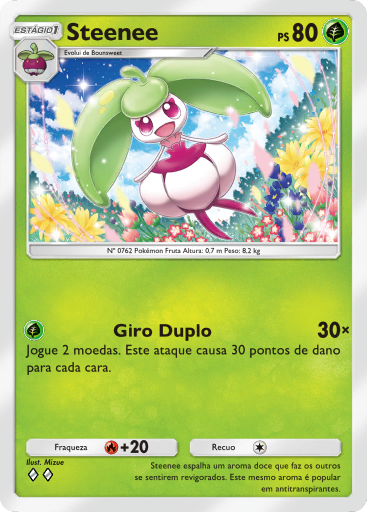 ESTÁGIO 1
Steenee
PS 80
Evolui de Bounsweet
N° 0762 Pokémon Fruta Altura: 0,7 m Peso: 8,2 kg
Giro Duplo 30×
Jogue 2 moedas. Este ataque causa 30 pontos de dano
para cada cara.
Fraqueza +20 Recuo
Ilust. Mizue
Steenee espalha um aroma doce que faz os outros
se sentirem revigorados. Este mesmo aroma é popular
em antitranspirantes.